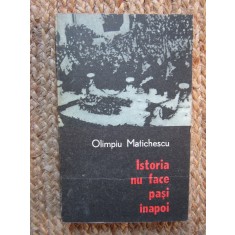 Olimpiu Matichescu
Istoria
nu face
pași
înapoi